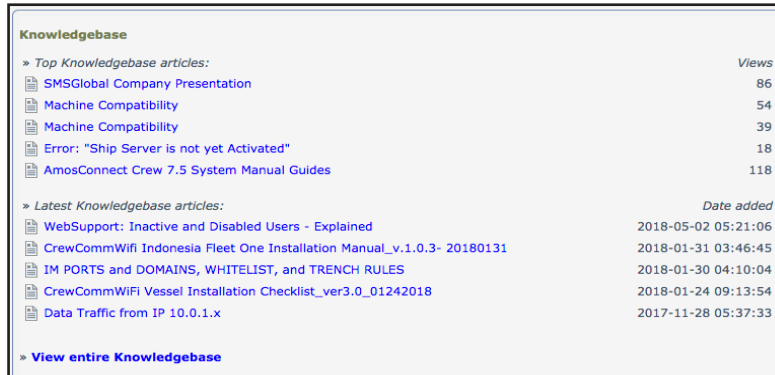 Knowledgebase
» Top Knowledgebase articles: Views
SMSGlobal Company Presentation 86
Machine Compatibility 54
Machine Compatibility 39
Error: "Ship Server is not yet Activated" 18
AmosConnect Crew 7.5 System Manual Guides 118
» Latest Knowledgebase articles: Date added
WebSupport: Inactive and Disabled Users - Explained 2018-05-02 05:21:06
CrewCommWifi Indonesia Fleet One Installation Manual_v.1.0.3- 20180131 2018-01-31 03:46:45
IM PORTS and DOMAINS, WHITELIST, and TRENCH RULES 2018-01-30 04:10:04
CrewCommWiFi Vessel Installation Checklist_ver3.0_01242018 2018-01-24 09:13:54
Data Traffic from IP 10.0.1.x 2017-11-28 05:37:33
» View entire Knowledgebase